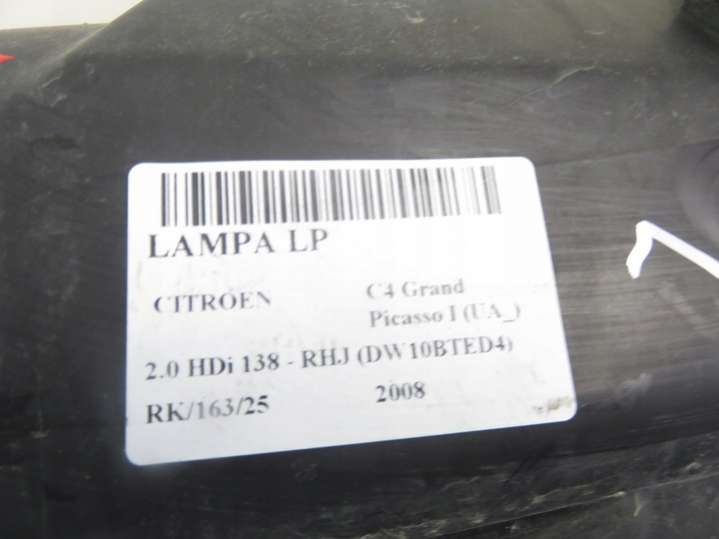 LAMPA LP
CITROEN
C4 Grand
Picasso I (UA_)
2.0 HDi 138 - RHJ (DW10BTED4)
RK/163/25
2008